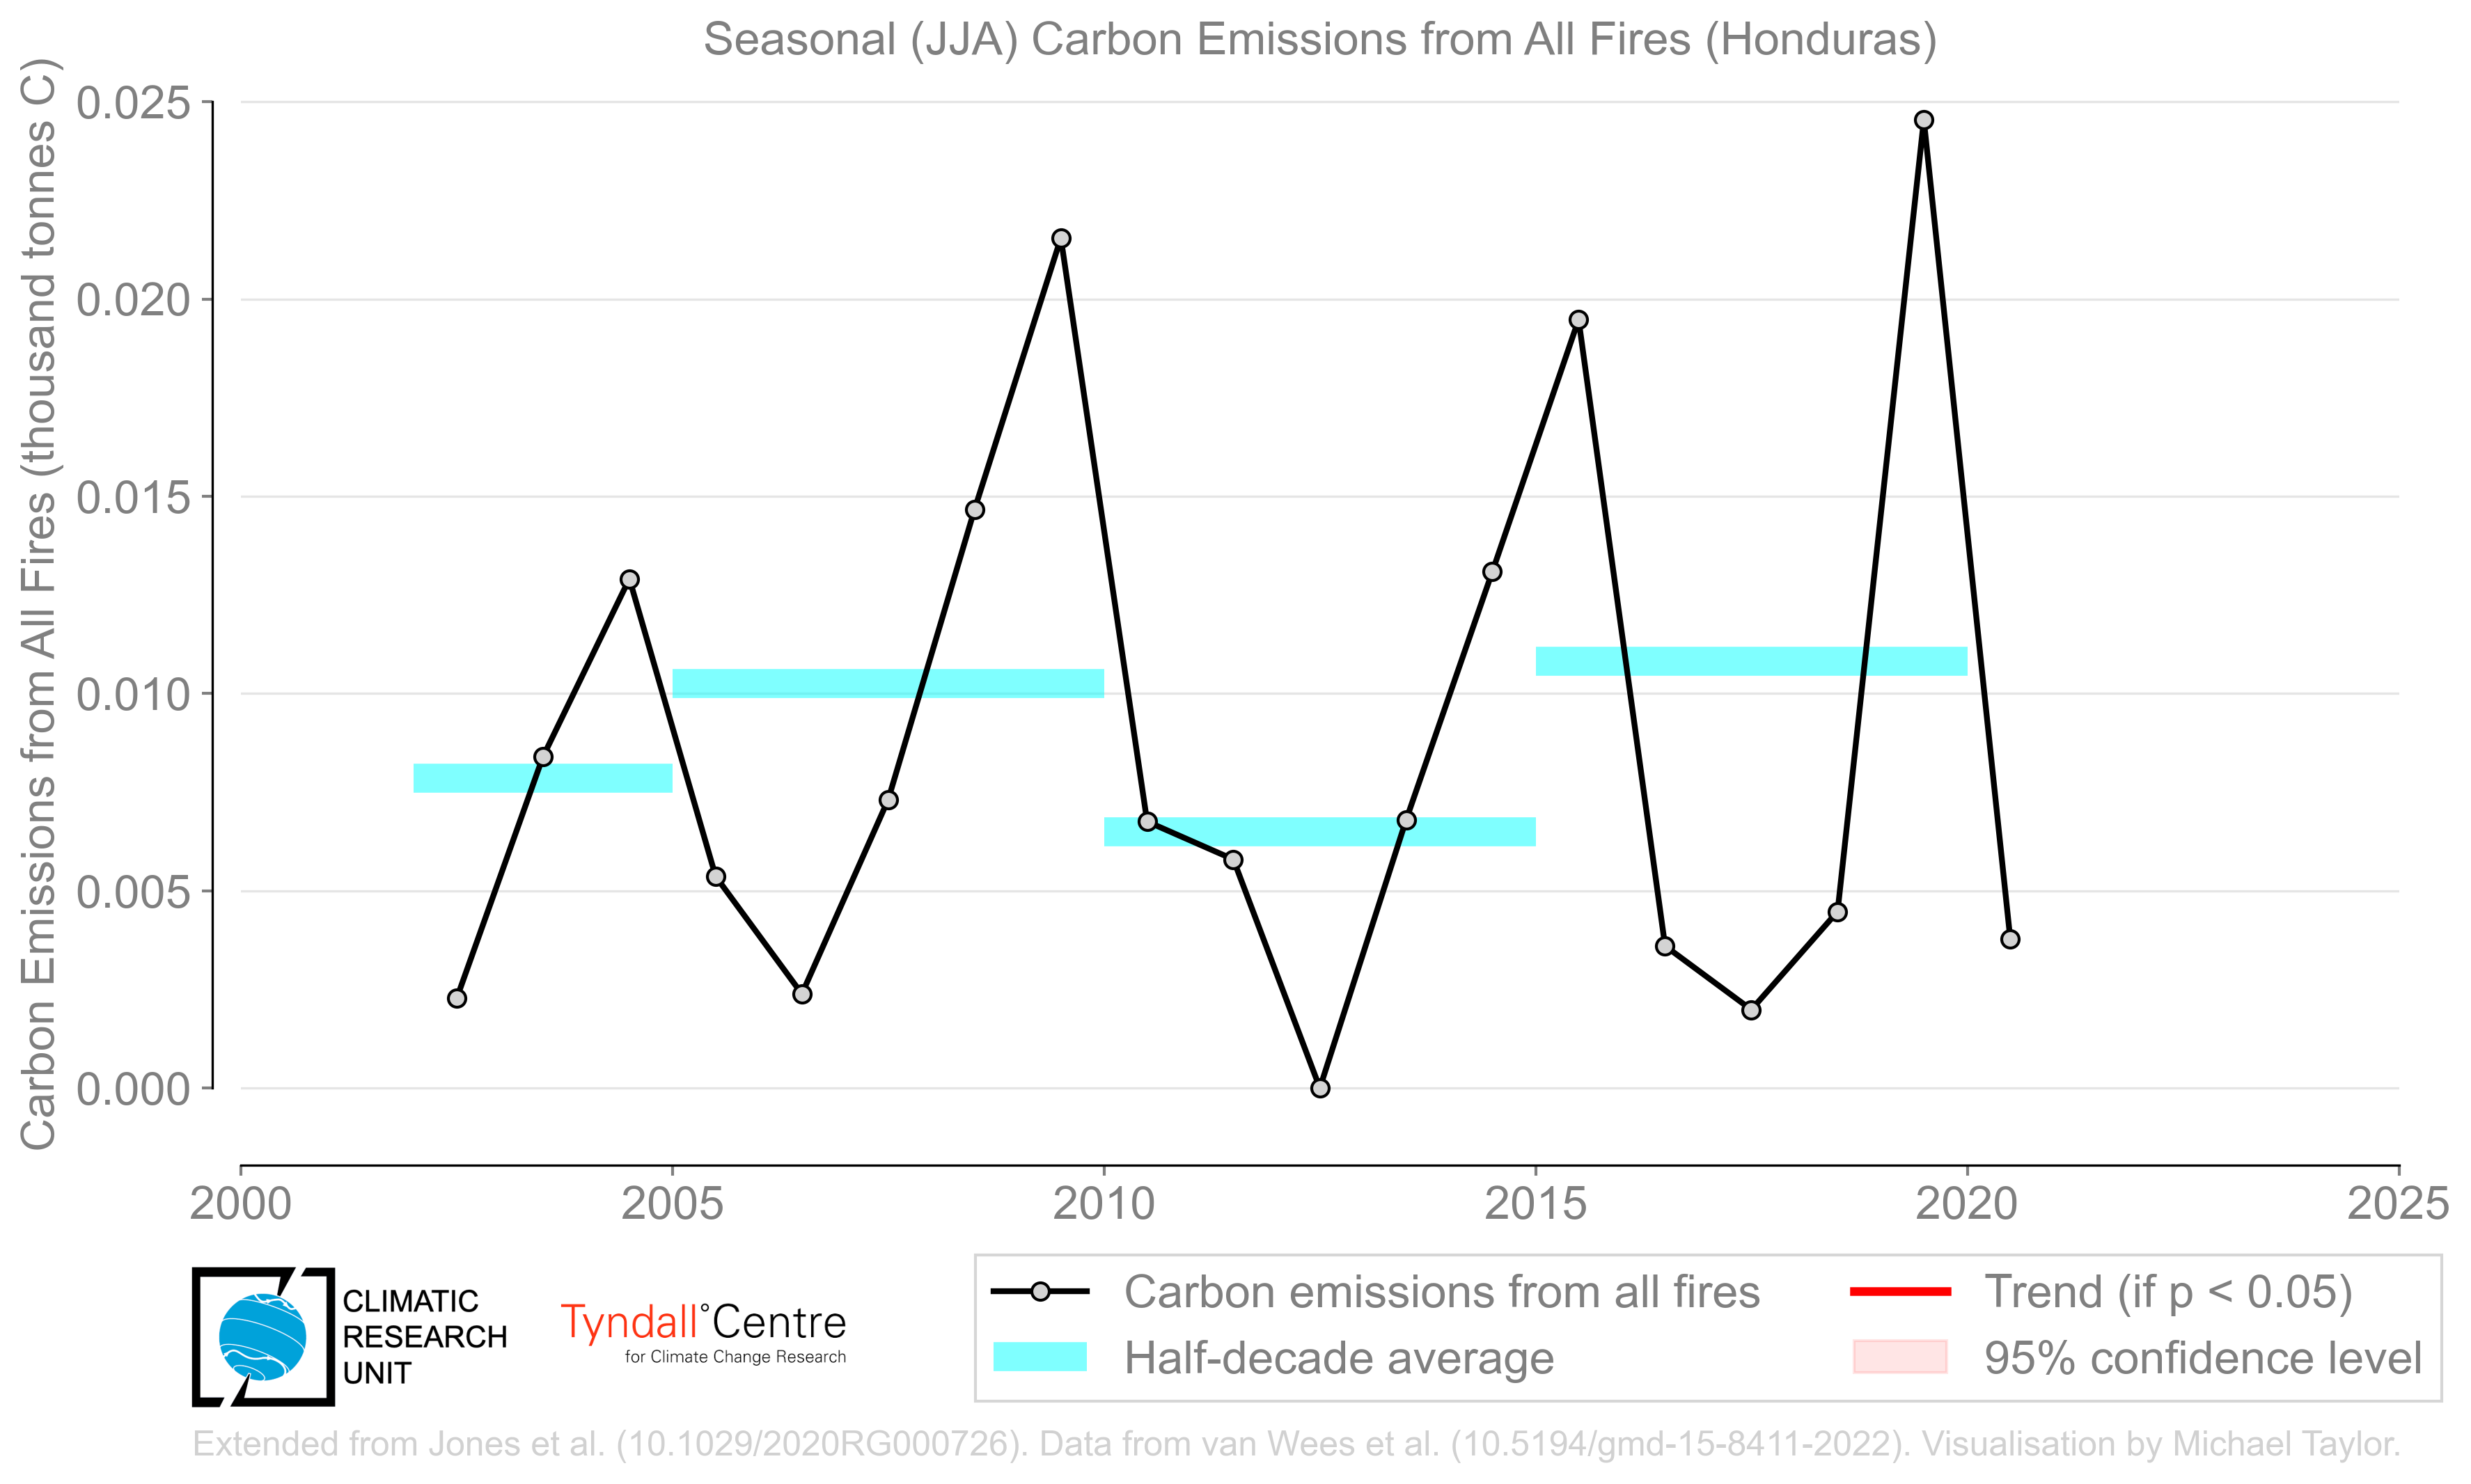 Seasonal (JJA) Carbon Emissions from All Fires (Honduras)
Carbon Emissions from All Fires (thousand tonnes C)
0.025
0.020
0.015
0.010
0.005
0.000
2000
2005
2010
2015
2020
2025
CLIMATIC
RESEARCH
UNIT
Tyndall°Centre
for Climate Change Research
Carbon emissions from all fires
Half-decade average
Trend (if p < 0.05)
95% confidence level
Extended from Jones et al. (10.1029/2020RG000726). Data from van Wees et al. (10.5194/gmd-15-8411-2022). Visualisation by Michael Taylor.